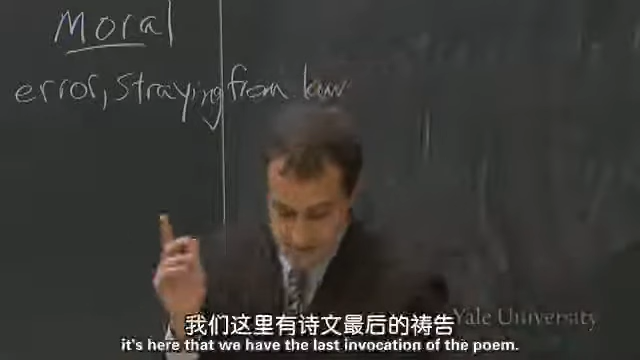 Moral
error, straying from law
Yale University
我们这里有诗文最后的祷告
it's here that we have the last invocation of the poem.